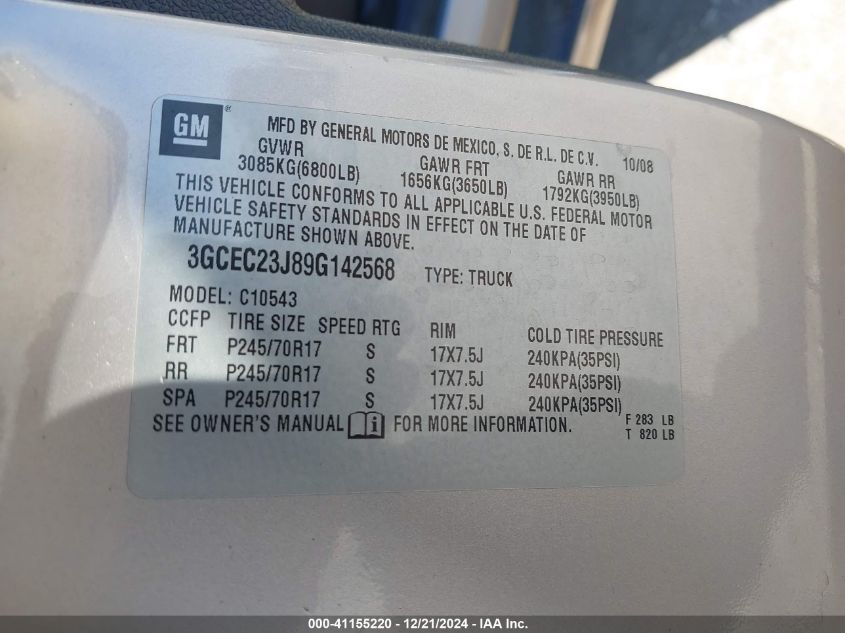 GM ® MFD BY GENERAL MOTORS DE MEXICO, S. DE R.L. DE C.V. 10/08
GVWR GAWR FRT GAWR RR
3085KG(6800LB) 1656KG(3650LB) 1792KG(3950LB)
THIS VEHICLE CONFORMS TO ALL APPLICABLE U.S. FEDERAL MOTOR
VEHICLE SAFETY STANDARDS IN EFFECT ON THE DATE OF
MANUFACTURE SHOWN ABOVE.
3GCEC23J89G142568 TYPE: TRUCK
MODEL: C10543
CCFP TIRE SIZE SPEED RTG RIM COLD TIRE PRESSURE
FRT P245/70R17 S 17X7.5J 240KPA(35PSI)
RR P245/70R17 S 17X7.5J 240KPA(35PSI)
SPA P245/70R17 S 17X7.5J 240KPA(35PSI)
SEE OWNER'S MANUAL i FOR MORE INFORMATION. F 283 LB
T 820 LB
000-41155220 - 12/21/2024 - IAA Inc.